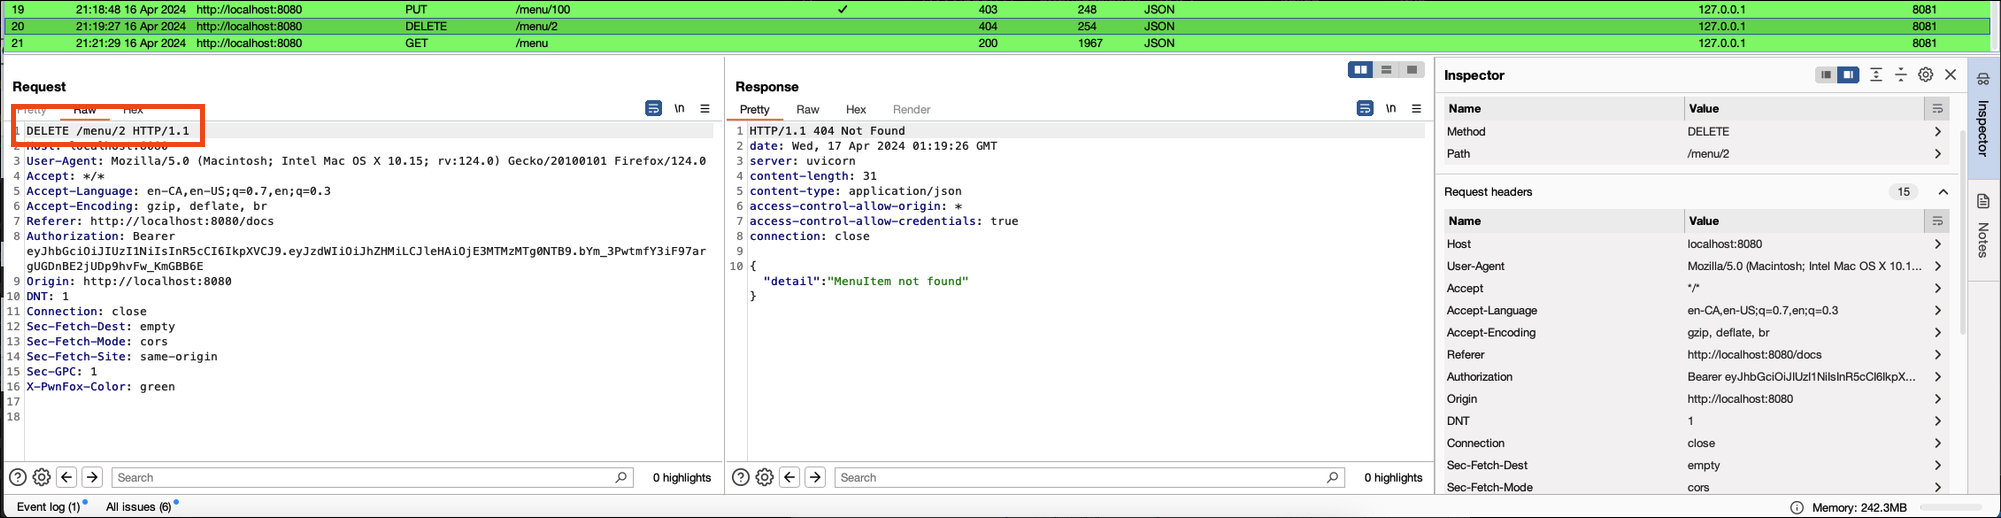 19 21:18:48 16 Apr 2024 http://localhost:8080 PUT /menu/100 ✓ 403 248 JSON 127.0.0.1 8081
20 21:19:27 16 Apr 2024 http://localhost:8080 DELETE /menu/2 404 254 JSON 127.0.0.1 8081
21 21:21:29 16 Apr 2024 http://localhost:8080 GET /menu 200 1967 JSON 127.0.0.1 8081
Request
Pretty Raw Hex \n
1 DELETE /menu/2 HTTP/1.1
2 Host: localhost:8080
3 User-Agent: Mozilla/5.0 (Macintosh; Intel Mac OS X 10.15; rv:124.0) Gecko/20100101 Firefox/124.0
4 Accept: */*
5 Accept-Language: en-CA,en-US;q=0.7,en;q=0.3
6 Accept-Encoding: gzip, deflate, br
7 Referer: http://localhost:8080/docs
8 Authorization: Bearer
eyJhbGciOiJIUzI1NiIsInR5cCI6IkpXVCJ9.eyJzdWIiOiJhZHMiLCJleHAiOjE3MTMzMTg0NTB9.bYm_3PwtmfY3iF97ar
gUGDnBE2jUDp9hvFw_KmGBB6E
9 Origin: http://localhost:8080
10 DNT: 1
11 Connection: close
12 Sec-Fetch-Dest: empty
13 Sec-Fetch-Mode: cors
14 Sec-Fetch-Site: same-origin
15 Sec-GPC: 1
16 X-PwnFox-Color: green
17
18
Search 0 highlights
Response
Pretty Raw Hex Render \n
1 HTTP/1.1 404 Not Found
2 date: Wed, 17 Apr 2024 01:19:26 GMT
3 server: uvicorn
4 content-length: 31
5 content-type: application/json
6 access-control-allow-origin: *
7 access-control-allow-credentials: true
8 connection: close
9
10 {
"detail":"MenuItem not found"
}
Search 0 highlights
Inspector
Name Value
Method DELETE
Path /menu/2
Request headers 15
Name Value
Host localhost:8080
User-Agent Mozilla/5.0 (Macintosh; Intel Mac OS X 10.1...
Accept */*
Accept-Language en-CA,en-US;q=0.7,en;q=0.3
Accept-Encoding gzip, deflate, br
Referer http://localhost:8080/docs
Authorization Bearer eyJhbGciOiJIUzI1NiIsInR5cCI6IkpX...
Origin http://localhost:8080
DNT 1
Connection close
Sec-Fetch-Dest empty
Sec-Fetch-Mode cors
Inspector
Notes
Event log (1) All issues (6) Memory: 242.3MB